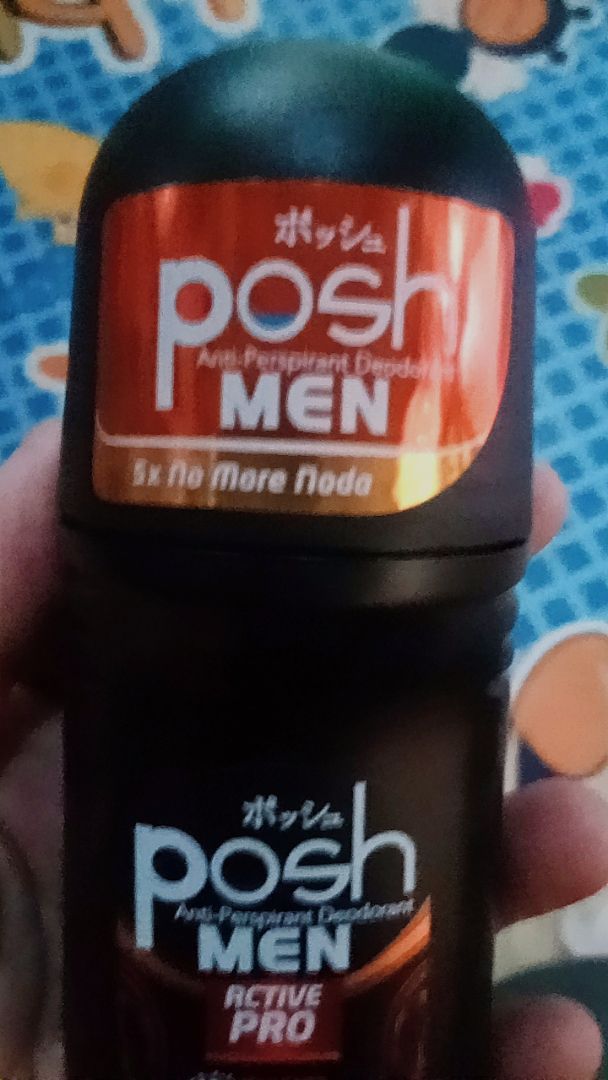 ポッシュ
posh
Anti-Perspirant Deodorant
MEN
5x No More Noda
ポッシュ
posh
Anti-Perspirant Deodorant
MEN
ACTIVE
PRO